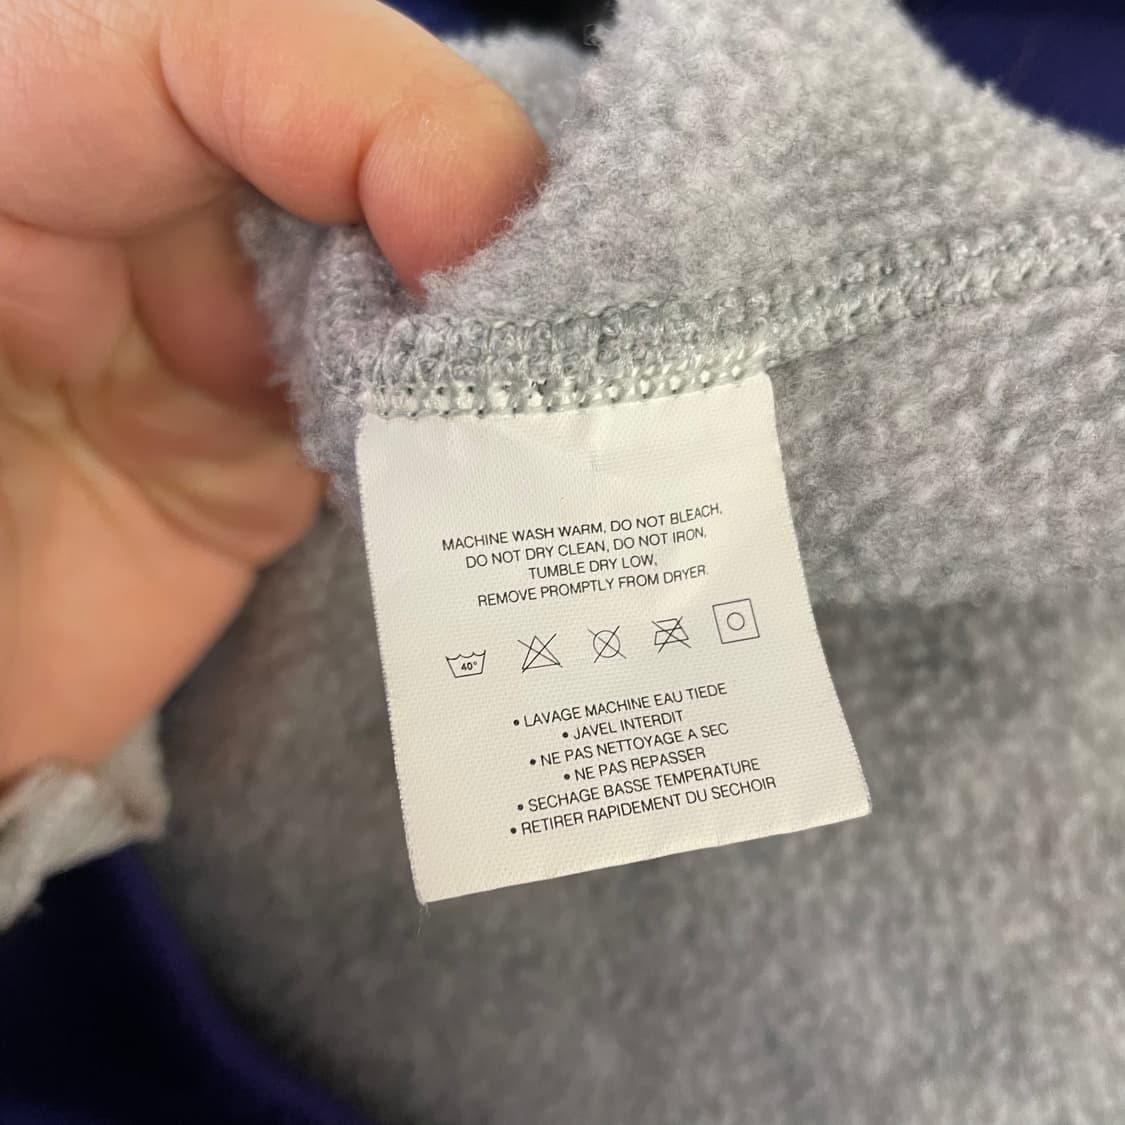 MACHINE WASH WARM, DO NOT BLEACH,
DO NOT DRY CLEAN, DO NOT IRON,
TUMBLE DRY LOW,
REMOVE PROMPTLY FROM DRYER.
40°
• LAVAGE MACHINE EAU TIEDE
• JAVEL INTERDIT
• NE PAS NETTOYAGE A SEC
• NE PAS REPASSER
• SECHAGE BASSE TEMPERATURE
• RETIRER RAPIDEMENT DU SECHOIR